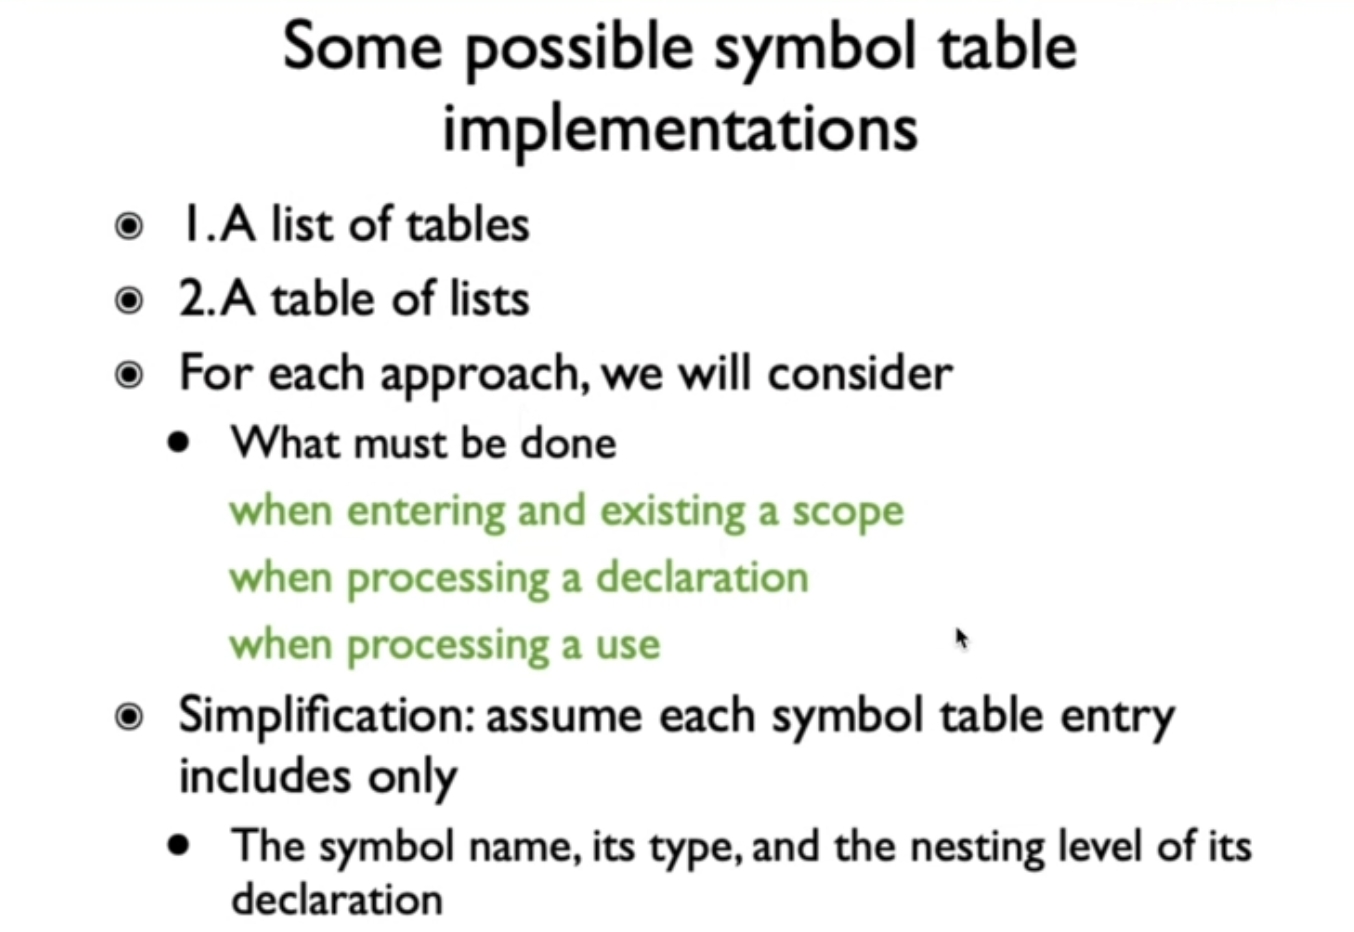 Some possible symbol table
implementations
1. A list of tables
2. A table of lists
For each approach, we will consider
What must be done
when entering and existing a scope
when processing a declaration
when processing a use
Simplification: assume each symbol table entry
includes only
The symbol name, its type, and the nesting level of its
declaration